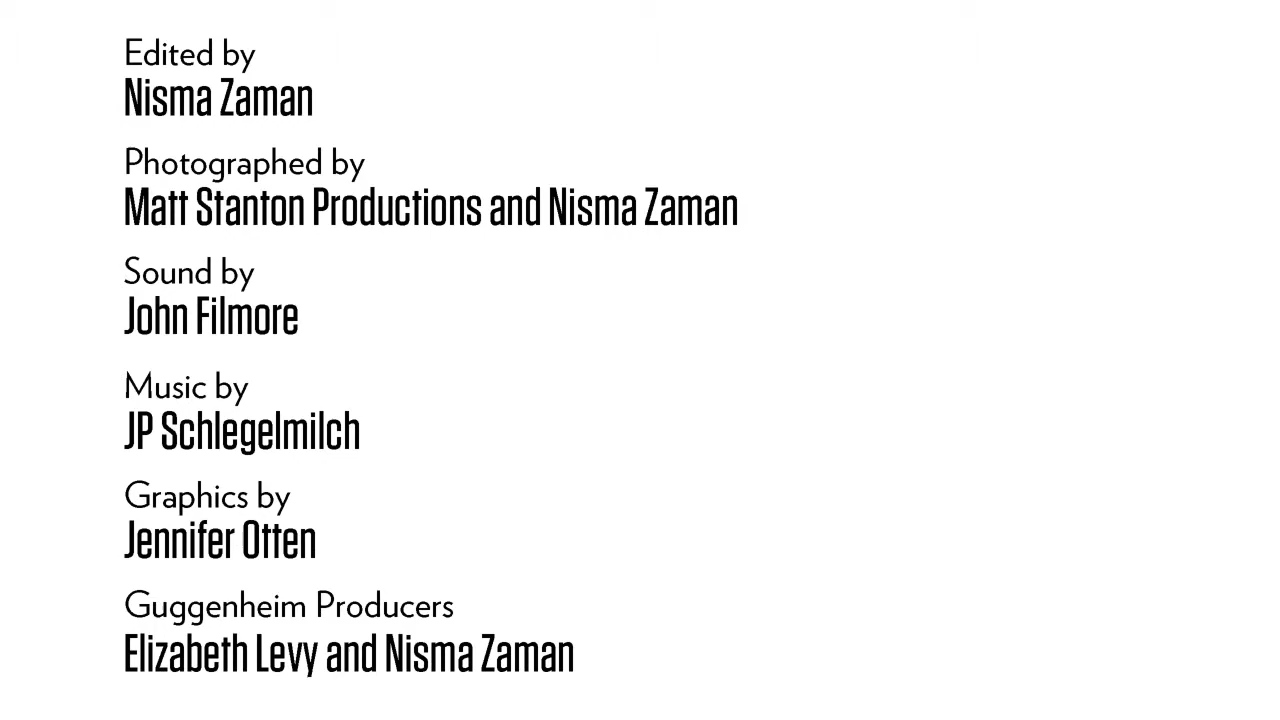 Edited by
Nisma Zaman
Photographed by
Matt Stanton Productions and Nisma Zaman
Sound by
John Filmore
Music by
JP Schlegelmilch
Graphics by
Jennifer Otten
Guggenheim Producers
Elizabeth Levy and Nisma Zaman